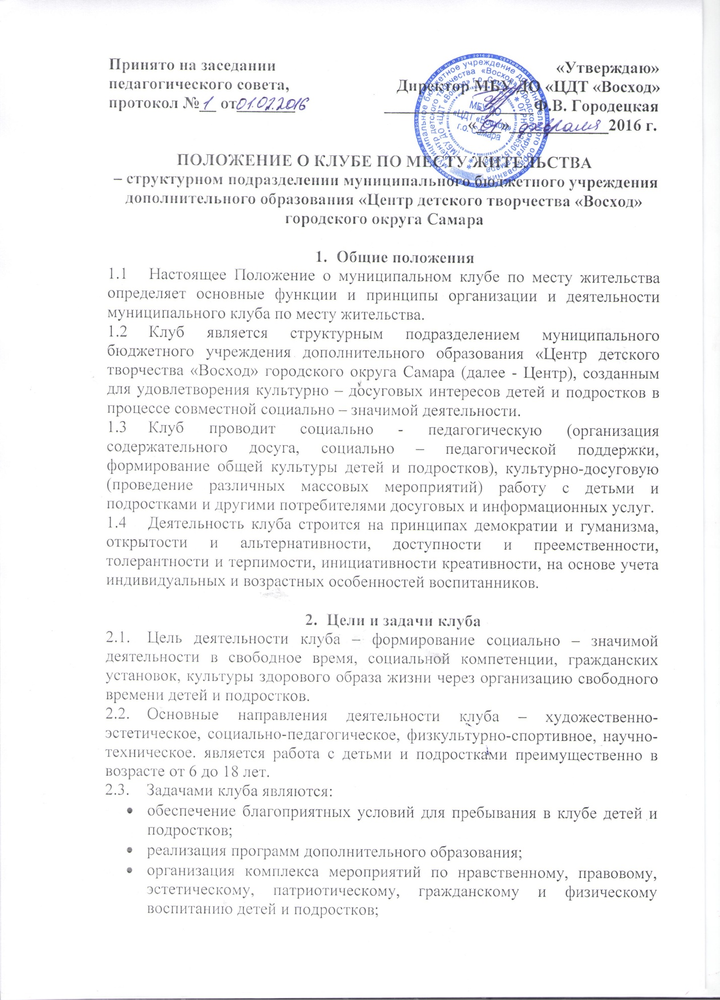 Принято на заседании
педагогического совета,
протокол № 1 от 01.02.2016
«Утверждаю»
Директор МБУ ДО «ЦДТ «Восход»
Ф.В. Городецкая
«01» февраля 2016 г.
МБУ ДО
«ЦДТ «Восход»
г.о. Самара
ПОЛОЖЕНИЕ О КЛУБЕ ПО МЕСТУ ЖИТЕЛЬСТВА
– структурном подразделении муниципального бюджетного учреждения
дополнительного образования «Центр детского творчества «Восход»
городского округа Самара
1. Общие положения
1.1 Настоящее Положение о муниципальном клубе по месту жительства
определяет основные функции и принципы организации и деятельности
муниципального клуба по месту жительства.
1.2 Клуб является структурным подразделением муниципального
бюджетного учреждения дополнительного образования «Центр детского
творчества «Восход» городского округа Самара (далее - Центр), созданным
для удовлетворения культурно – досуговых интересов детей и подростков в
процессе совместной социально – значимой деятельности.
1.3 Клуб проводит социально - педагогическую (организация
содержательного досуга, социально – педагогической поддержки,
формирование общей культуры детей и подростков), культурно-досуговую
(проведение различных массовых мероприятий) работу с детьми и
подростками и другими потребителями досуговых и информационных услуг.
1.4 Деятельность клуба строится на принципах демократии и гуманизма,
открытости и альтернативности, доступности и преемственности,
толерантности и терпимости, инициативности креативности, на основе учета
индивидуальных и возрастных особенностей воспитанников.
2. Цели и задачи клуба
2.1. Цель деятельности клуба – формирование социально – значимой
деятельности в свободное время, социальной компетенции, гражданских
установок, культуры здорового образа жизни через организацию свободного
времени детей и подростков.
2.2. Основные направления деятельности клуба – художественно-
эстетическое, социально-педагогическое, физкультурно-спортивное, научно-
техническое. является работа с детьми и подростками преимущественно в
возрасте от 6 до 18 лет.
2.3. Задачами клуба являются:
• обеспечение благоприятных условий для пребывания в клубе детей и
подростков;
• реализация программ дополнительного образования;
• организация комплекса мероприятий по нравственному, правовому,
эстетическому, патриотическому, гражданскому и физическому
воспитанию детей и подростков;